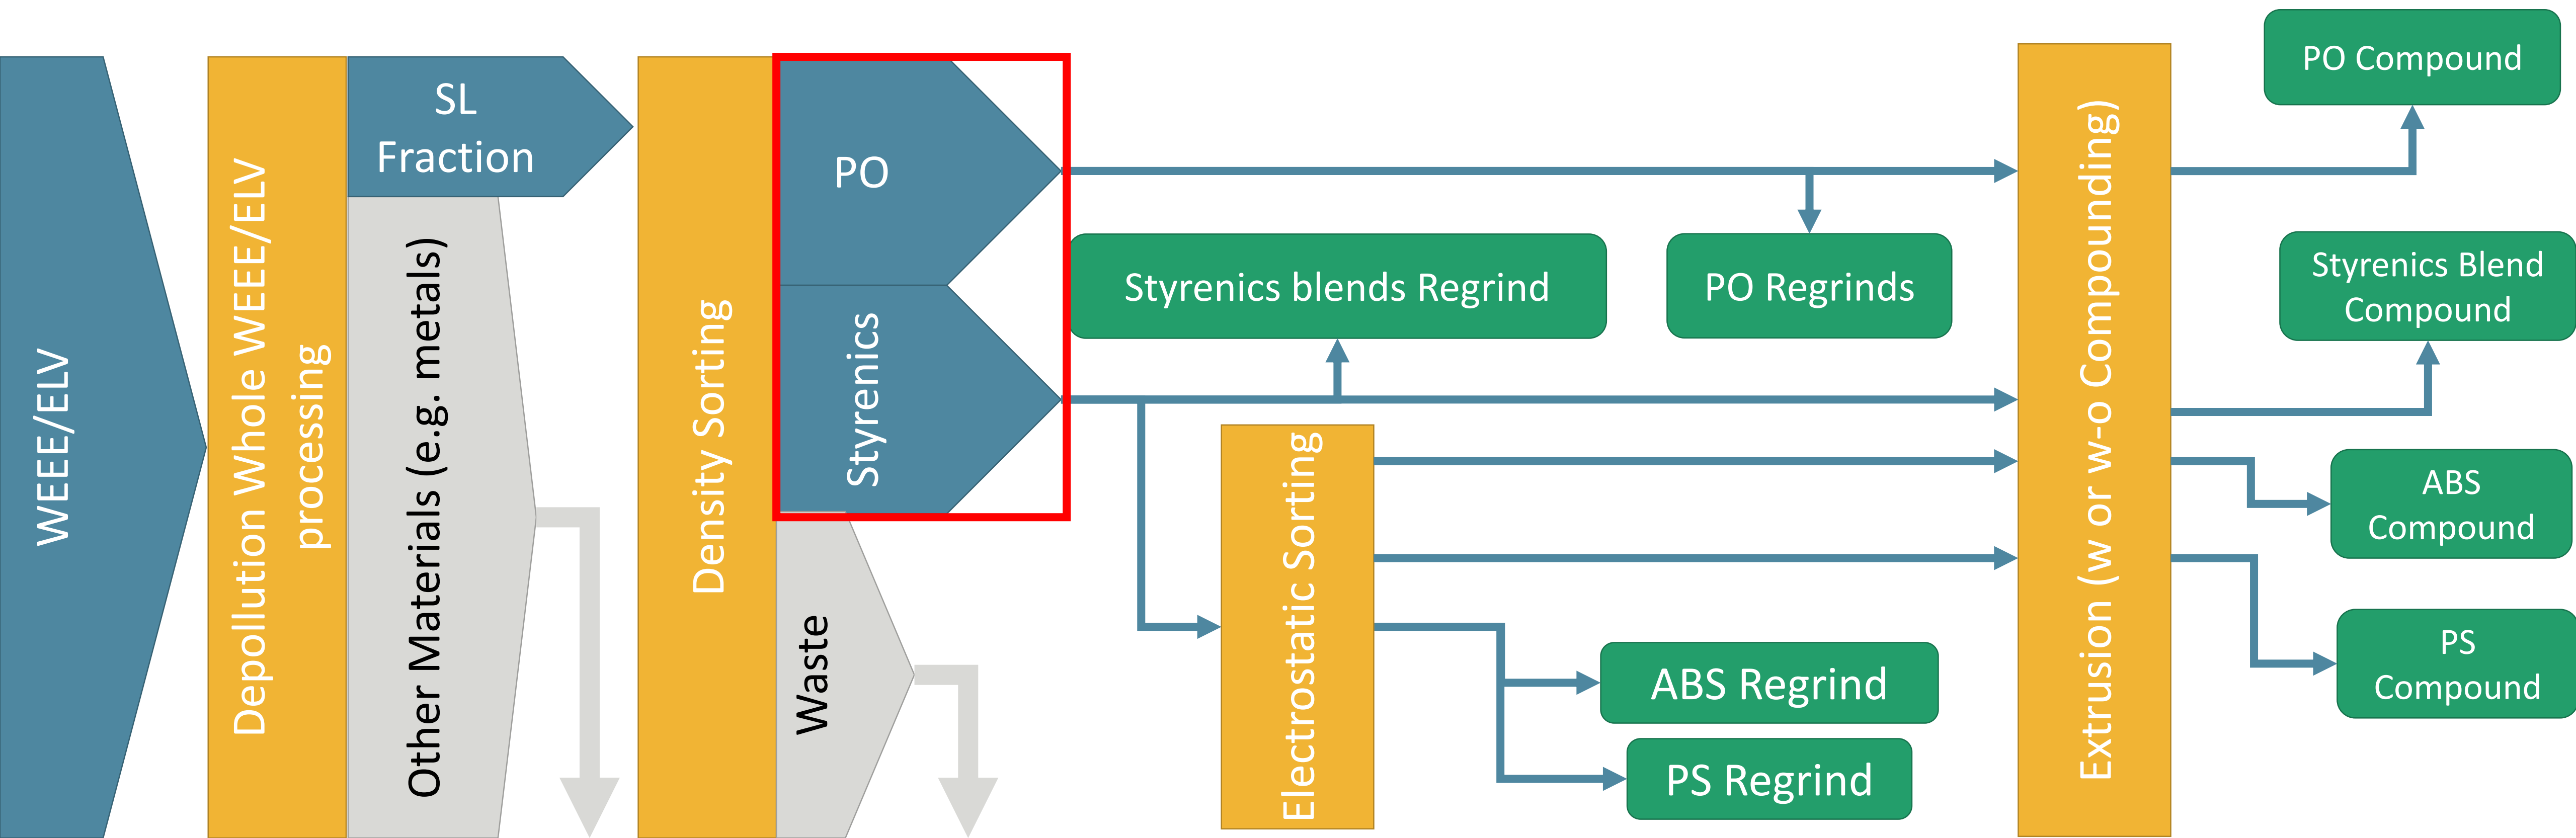 WEEE/ELV
Depollution Whole WEEE/ELV
processing
SL
Fraction
Other Materials (e.g. metals)
Density Sorting
PO
Styrenics
Waste
Styrenics blends Regrind
PO Regrinds
Electrostatic Sorting
ABS Regrind
PS Regrind
Extrusion (w or w-o Compounding)
PO Compound
Styrenics Blend
Compound
ABS
Compound
PS
Compound